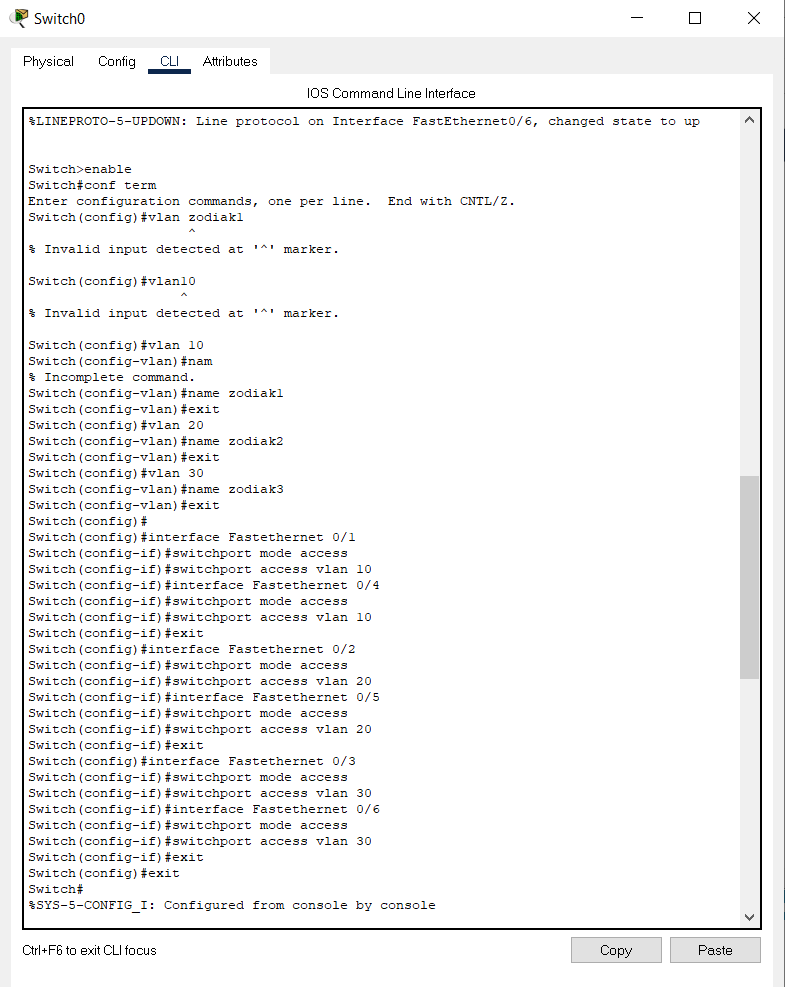 Switch0
Physical Config CLI Attributes
IOS Command Line Interface
%LINEPROTO-5-UPDOWN: Line protocol on Interface FastEthernet0/6, changed state to up
Switch>enable
Switch#conf term
Enter configuration commands, one per line.  End with CNTL/Z.
Switch(config)#vlan zodiak1
^
% Invalid input detected at '^' marker.
Switch(config)#vlan10
^
% Invalid input detected at '^' marker.
Switch(config)#vlan 10
Switch(config-vlan)#nam
% Incomplete command.
Switch(config-vlan)#name zodiak1
Switch(config-vlan)#exit
Switch(config)#vlan 20
Switch(config-vlan)#name zodiak2
Switch(config-vlan)#exit
Switch(config)#vlan 30
Switch(config-vlan)#name zodiak3
Switch(config-vlan)#exit
Switch(config)#
Switch(config)#interface Fastethernet 0/1
Switch(config-if)#switchport mode access
Switch(config-if)#switchport access vlan 10
Switch(config-if)#interface Fastethernet 0/4
Switch(config-if)#switchport mode access
Switch(config-if)#switchport access vlan 10
Switch(config-if)#exit
Switch(config)#interface Fastethernet 0/2
Switch(config-if)#switchport mode access
Switch(config-if)#switchport access vlan 20
Switch(config-if)#interface Fastethernet 0/5
Switch(config-if)#switchport mode access
Switch(config-if)#switchport access vlan 20
Switch(config-if)#exit
Switch(config)#interface Fastethernet 0/3
Switch(config-if)#switchport mode access
Switch(config-if)#switchport access vlan 30
Switch(config-if)#interface Fastethernet 0/6
Switch(config-if)#switchport mode access
Switch(config-if)#switchport access vlan 30
Switch(config-if)#exit
Switch(config)#exit
Switch#
%SYS-5-CONFIG_I: Configured from console by console
Ctrl+F6 to exit CLI focus
Copy Paste